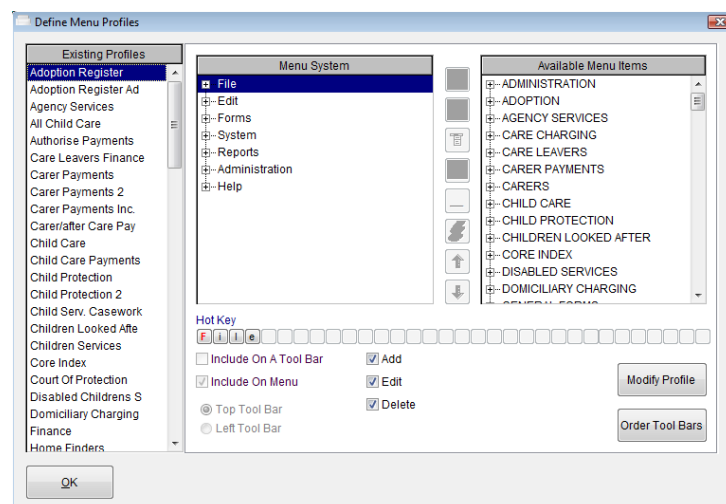 Define Menu Profiles
Existing Profiles
Adoption Register
Adoption Register Ad
Agency Services
All Child Care
Authorise Payments
Care Leavers Finance
Carer Payments
Carer Payments 2
Carer Payments Inc.
Carer/after Care Pay
Child Care
Child Care Payments
Child Protection
Child Protection 2
Child Serv. Casework
Children Looked Afte
Children Services
Core Index
Court Of Protection
Disabled Childrens S
Domiciliary Charging
Finance
Home Finders
Menu System
File
Edit
Forms
System
Reports
Administration
Help
Available Menu Items
ADMINISTRATION
ADOPTION
AGENCY SERVICES
CARE CHARGING
CARE LEAVERS
CARER PAYMENTS
CARERS
CHILD CARE
CHILD PROTECTION
CHILDREN LOOKED AFTER
CORE INDEX
DISABLED SERVICES
DOMICILIARY CHARGING
GENERAL FORMS
Hot Key
F i l e
Include On A Tool Bar
Include On Menu
Top Tool Bar
Left Tool Bar
Add
Edit
Delete
Modify Profile
Order Tool Bars
OK